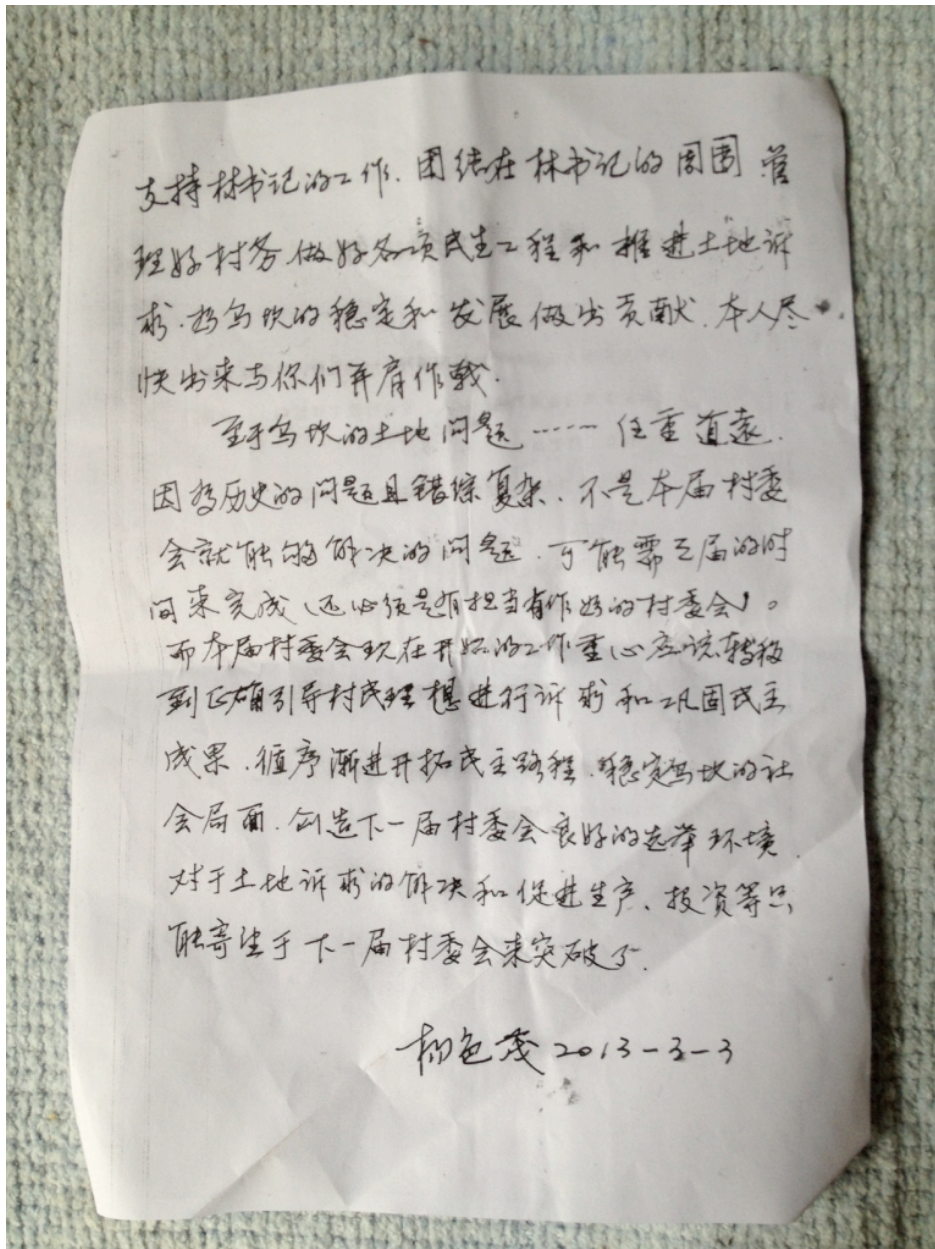 支持林书记的工作、团结在林书记的周围 管
理好村务、做好各项民生工程和推进土地诉
求、为乌坎的稳定和发展做出贡献、本人尽
快出来与你们并肩作战.
至于乌坎的土地问题……任重道远、
因为历史的问题且错综复杂、不是本届村委
会就能够解决的问题、可能需三届的时
间来完成（还必须是有担当有作为的村委会）。
而本届村委会现在开始的工作重心应该转移
到正确引导村民理想进行诉求和巩固民主
成果、循序渐进开拓民主路程、稳定乌坎的社
会局面、创造下一届村委会良好的选举环境
对于土地诉求的解决和促进生产、投资等只
能寄望于下一届村委会来突破了.
杨色茂 2013-3-3